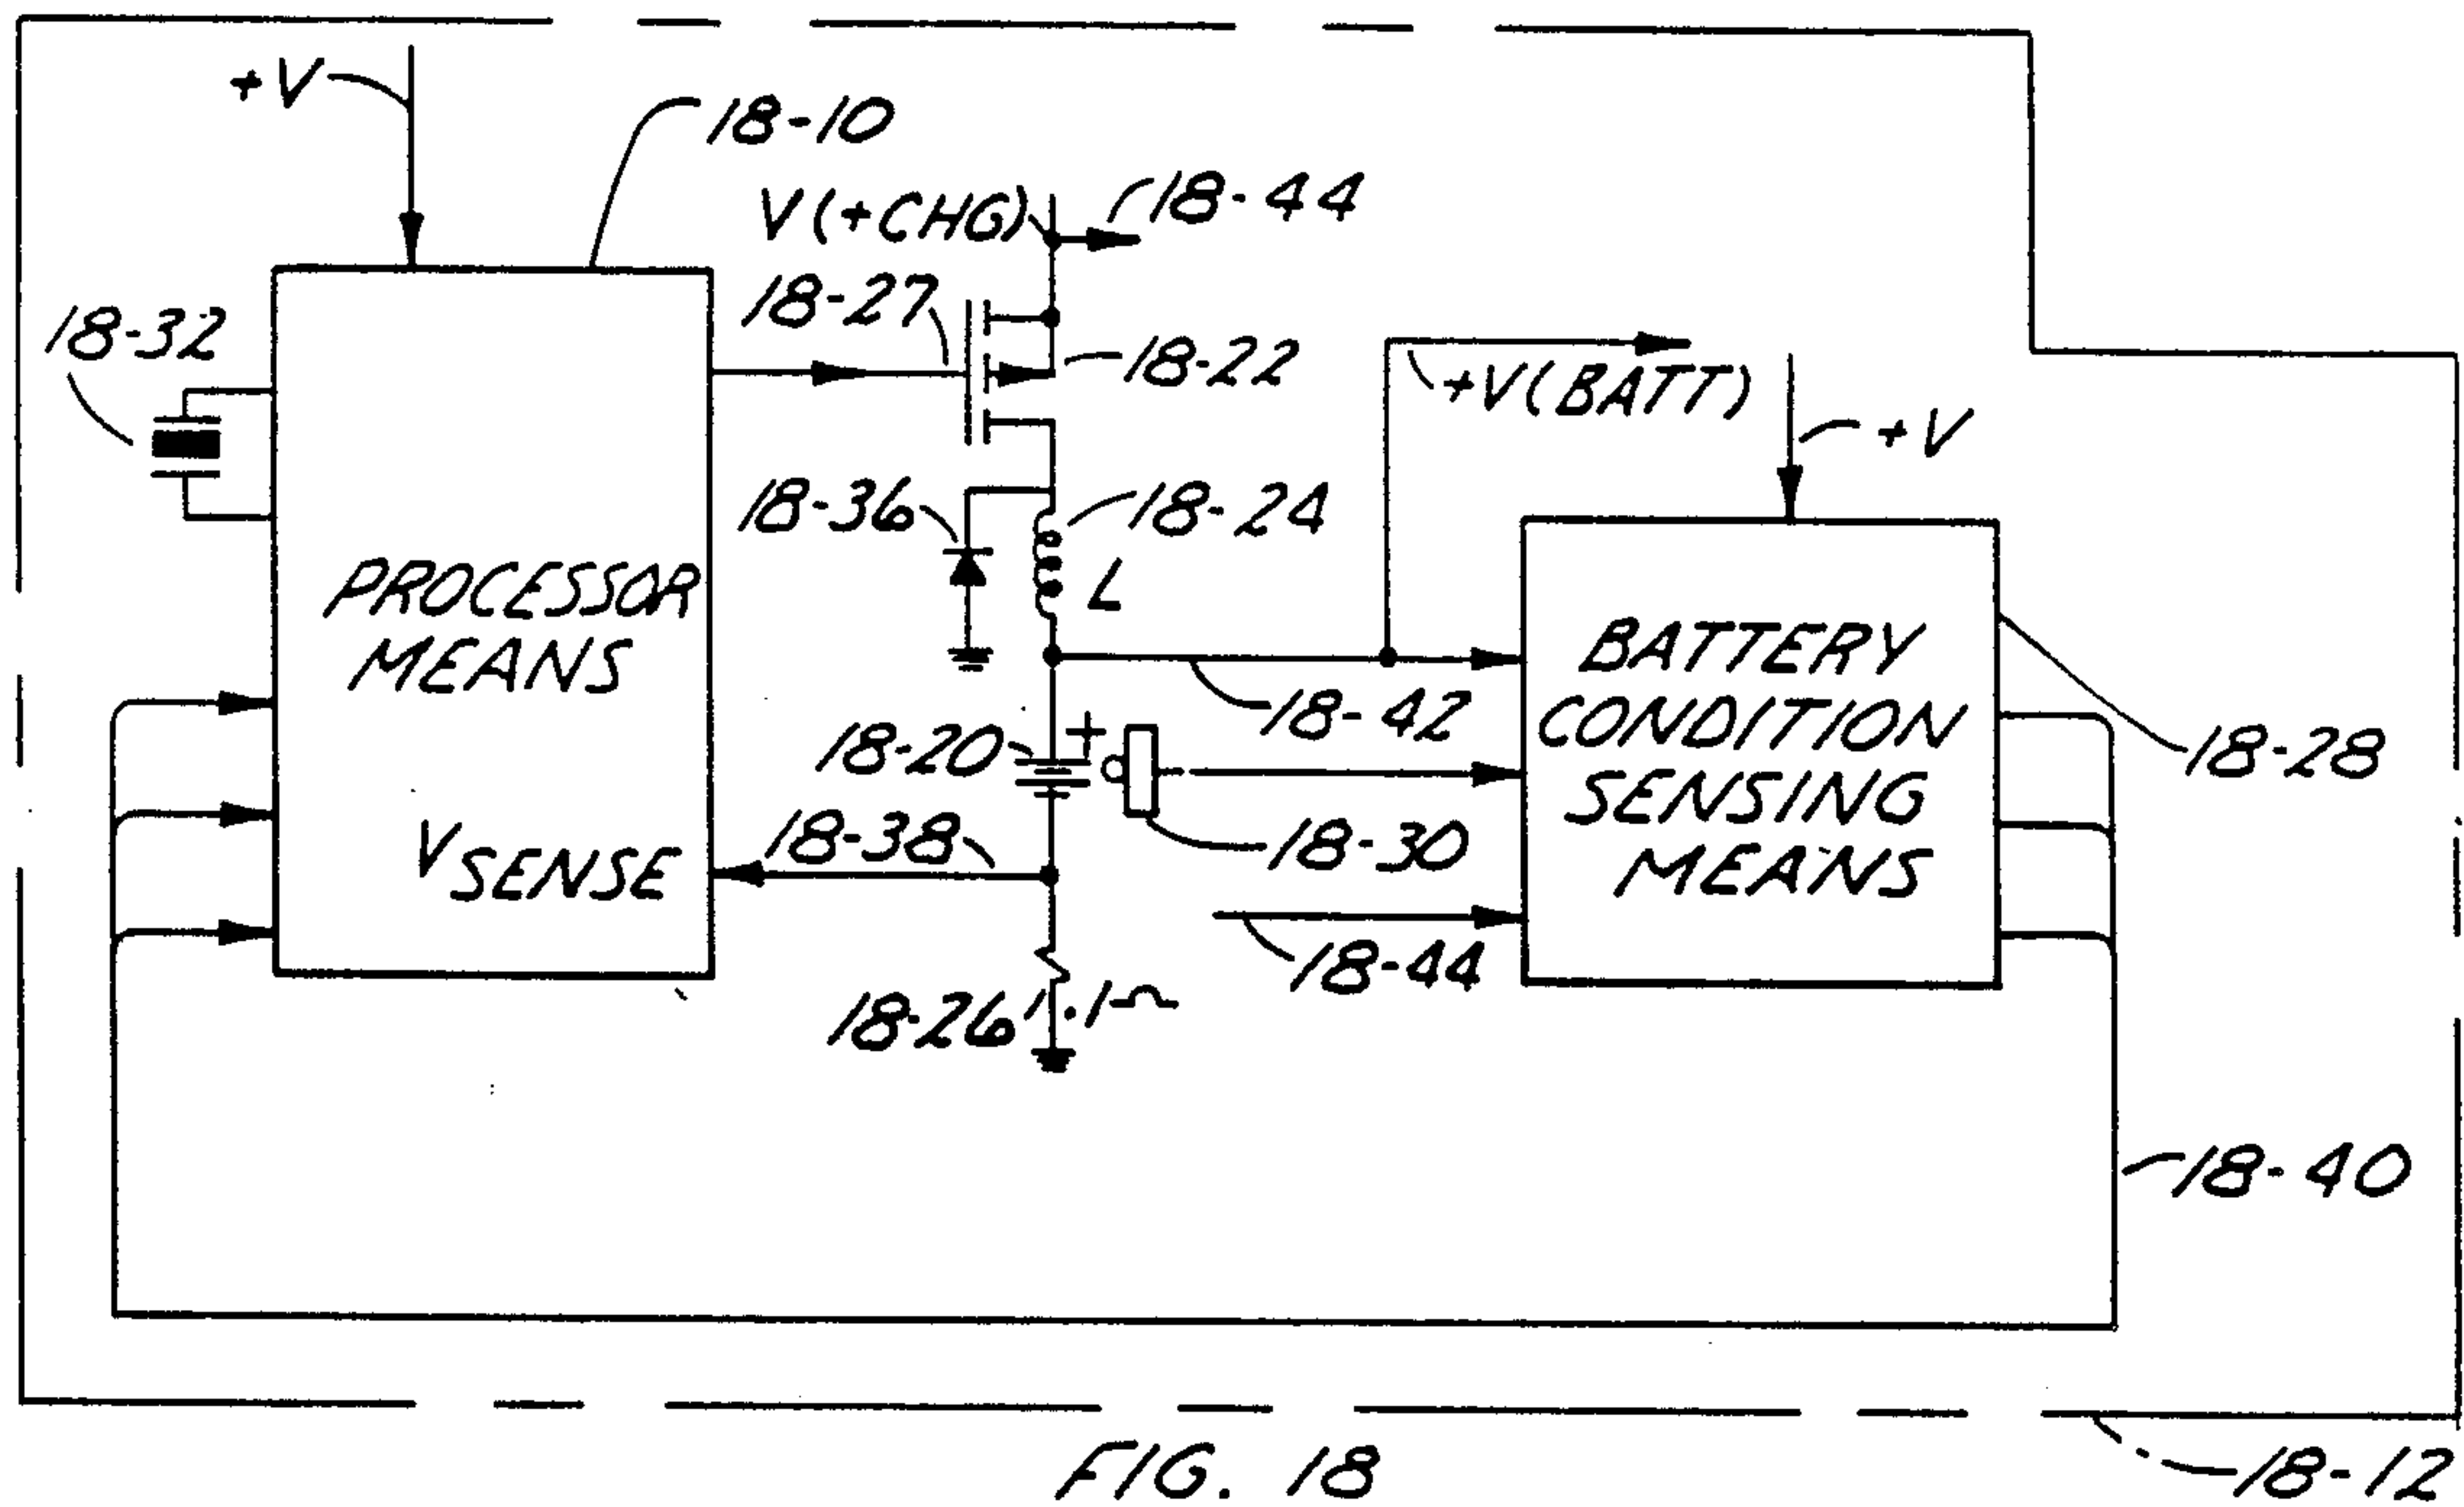 +V
18-10
V(+CHG)
18-44
18-27
18-32
18-22
+V(BATT)
+V
18-36
18-24
L
PROCESSOR
MEANS
BATTERY
CONDITION
SENSING
MEANS
18-42
18-20
+
18-28
18-38
VSENSE
18-30
18-44
18-26
.1Ω
18-40
FIG. 18
18-12